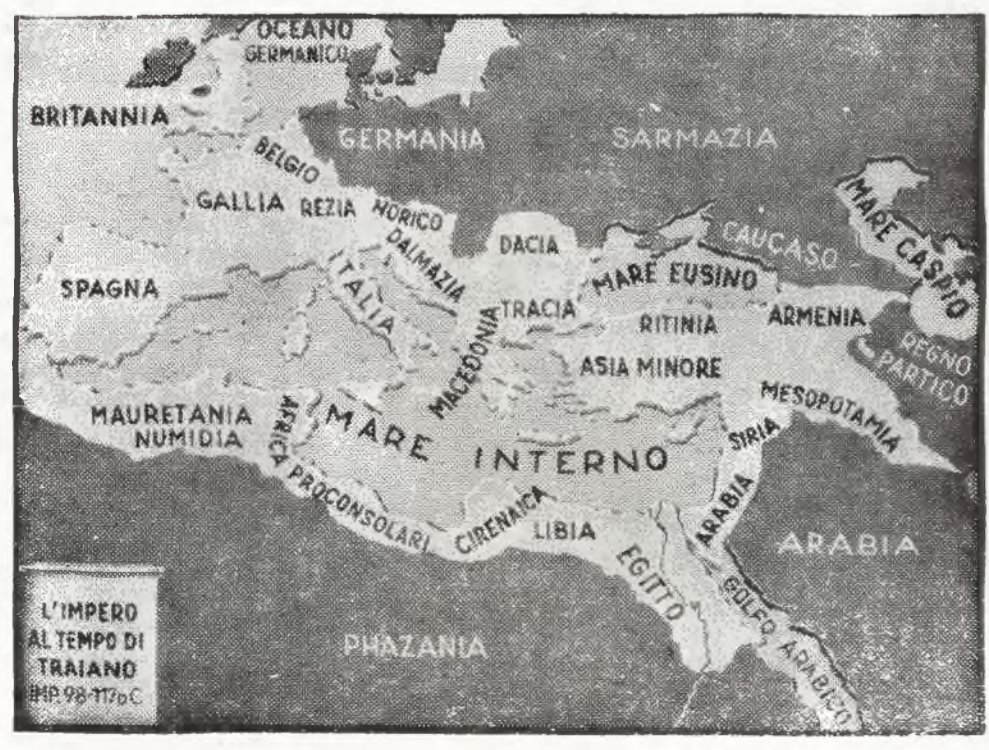 OCEANO
GERMANICO
BRITANNIA
GERMANIA
SARMAZIA
BELGIO
GALLIA
REZIA
NORICO
DALMAZIA
DACIA
CAUCASO
MARE CASPIO
SPAGNA
ITALIA
MARE EUSINO
TRACIA
RITINIA
ARMENIA
MACEDONIA
ASIA MINORE
REGNO
PARTICO
MESOPOTAMIA
MAURETANIA
NUMIDIA
AFRICA
PROCONSOLARI
MARE INTERNO
SIRIA
ARABIA
CIRENAICA
LIBIA
EGITTO
ARABIA
GOLFO ARABICO
PHAZANIA
L'IMPERO
AL TEMPO DI
TRAIANO
IMP. 98-117 p C